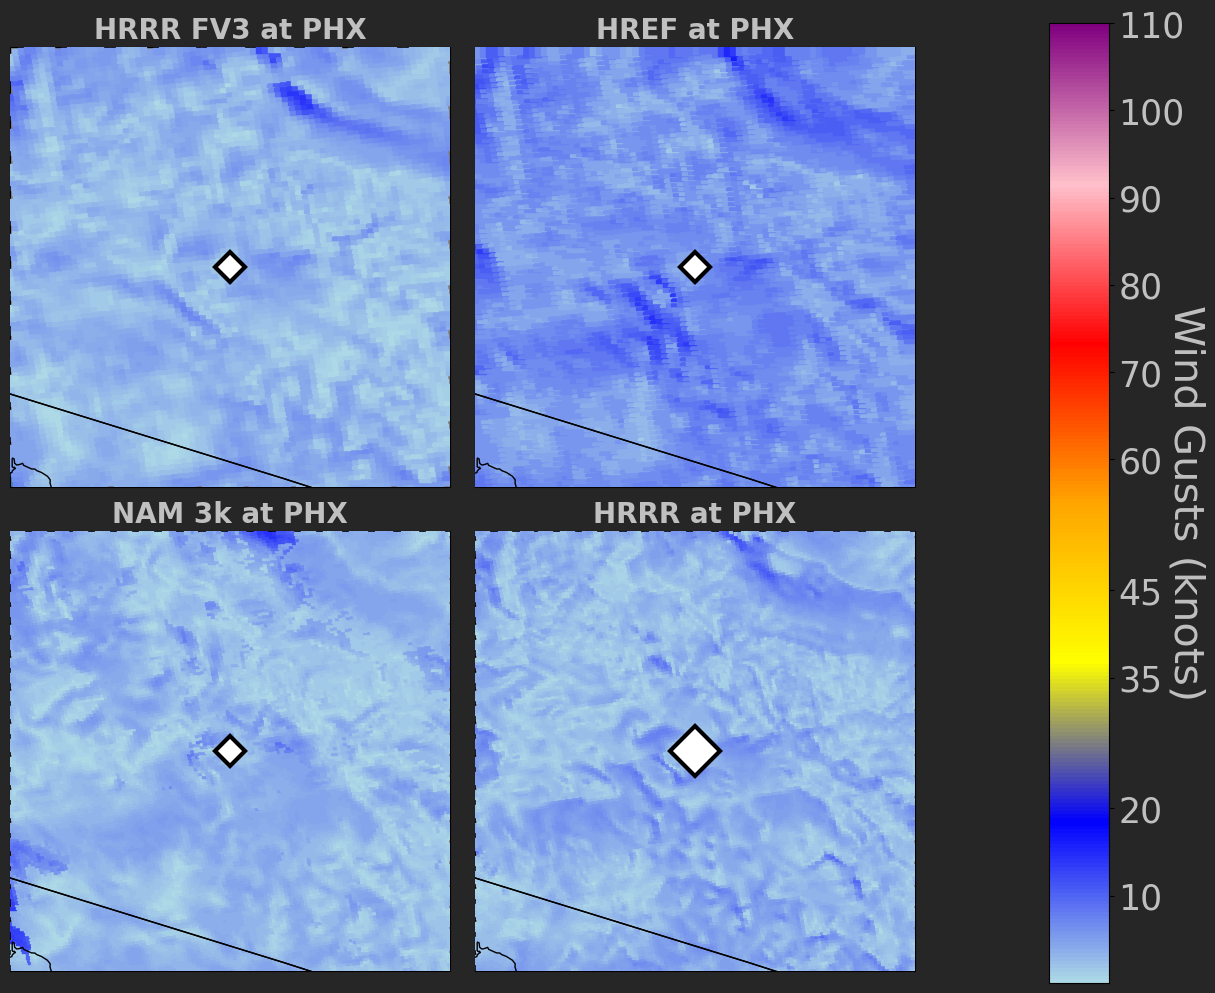 HRRR FV3 at PHX
HREF at PHX
NAM 3k at PHX
HRRR at PHX
110
100
90
80
70
60
45
35
20
10
Wind Gusts (knots)